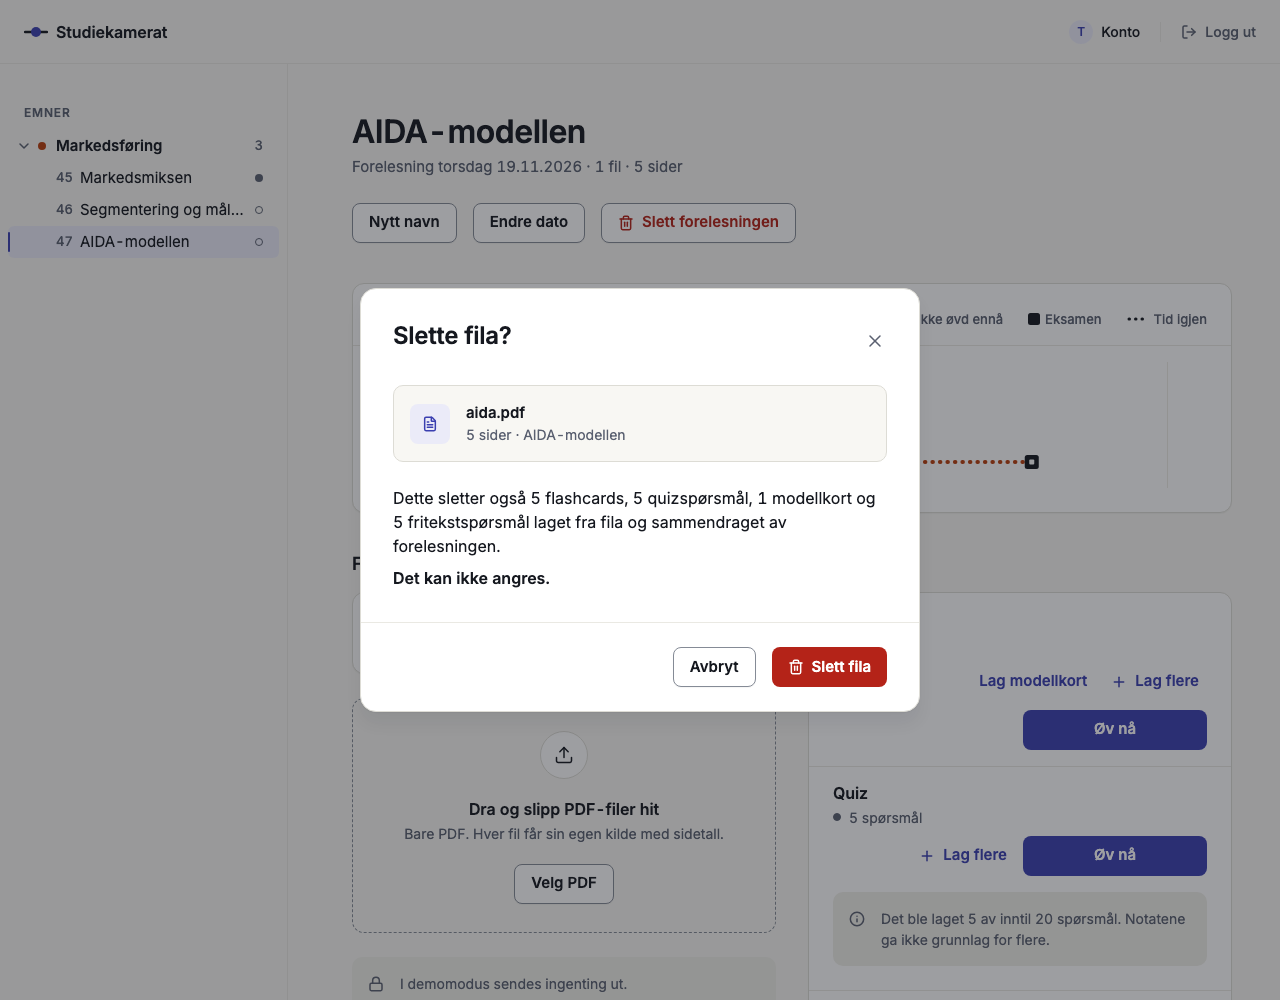 Studiekamerat
T Konto
Logg ut
EMNER
Markedsføring 3
45 Markedsmiksen
46 Segmentering og mål...
47 AIDA-modellen
AIDA-modellen
Forelesning torsdag 19.11.2026 · 1 fil · 5 sider
Nytt navn
Endre dato
Slett forelesningen
øvd ennå
Eksamen
Tid igjen
Slette fila?
aida.pdf
5 sider · AIDA-modellen
Dette sletter også 5 flashcards, 5 quizspørsmål, 1 modellkort og
5 fritekstspørsmål laget fra fila og sammendraget av
forelesningen.
Det kan ikke angres.
Avbryt
Slett fila
Lag modellkort
+ Lag flere
Øv nå
Dra og slipp PDF-filer hit
Bare PDF. Hver fil får sin egen kilde med sidetall.
Velg PDF
I demomodus sendes ingenting ut.
Quiz
5 spørsmål
+ Lag flere
Øv nå
Det ble laget 5 av inntil 20 spørsmål. Notatene
ga ikke grunnlag for flere.